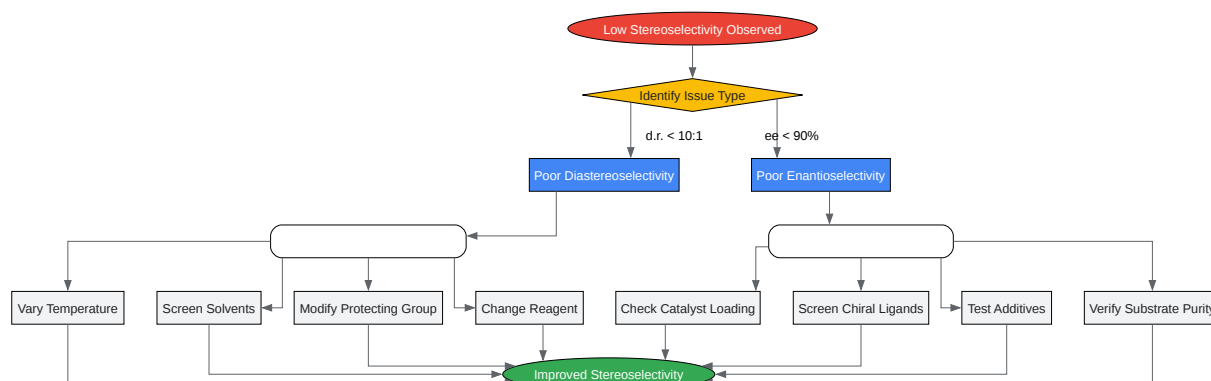 Low Stereoselectivity Observed
Identify Issue Type
d.r. < 10:1
ee < 90%
Poor Diastereoselectivity
Poor Enantioselectivity
Vary Temperature
Screen Solvents
Modify Protecting Group
Change Reagent
Check Catalyst Loading
Screen Chiral Ligands
Test Additives
Verify Substrate Purity
Improved Stereoselectivity